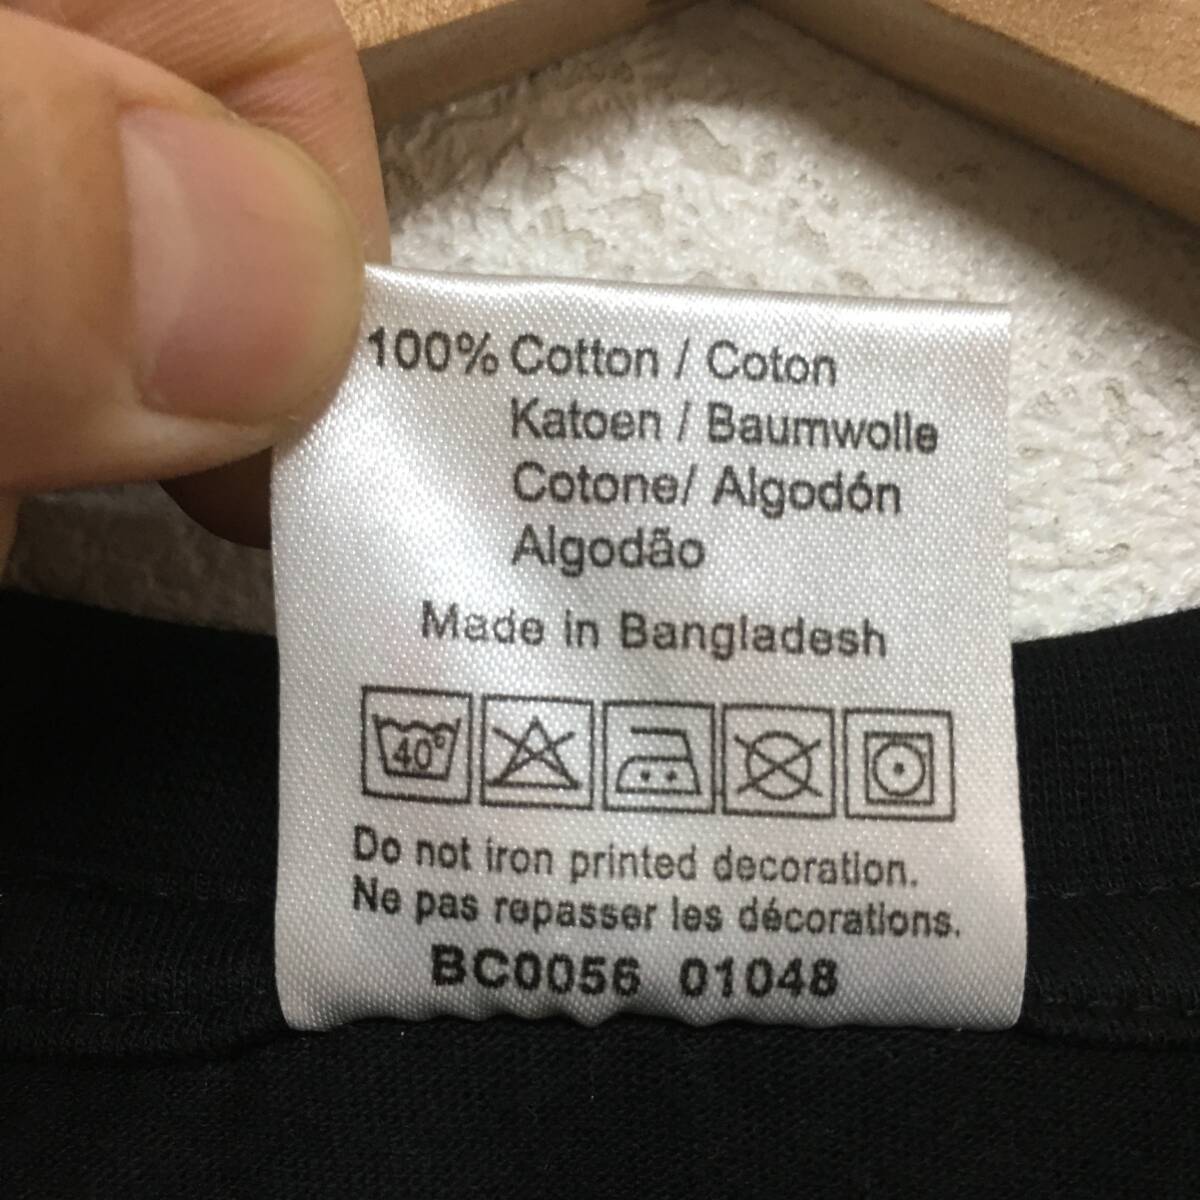 100% Cotton / Coton
Katoen / Baumwolle
Cotone/ Algodón
Algodão
Made in Bangladesh
40°
Do not iron printed decoration.
Ne pas repasser les décorations.
BC0056 01048